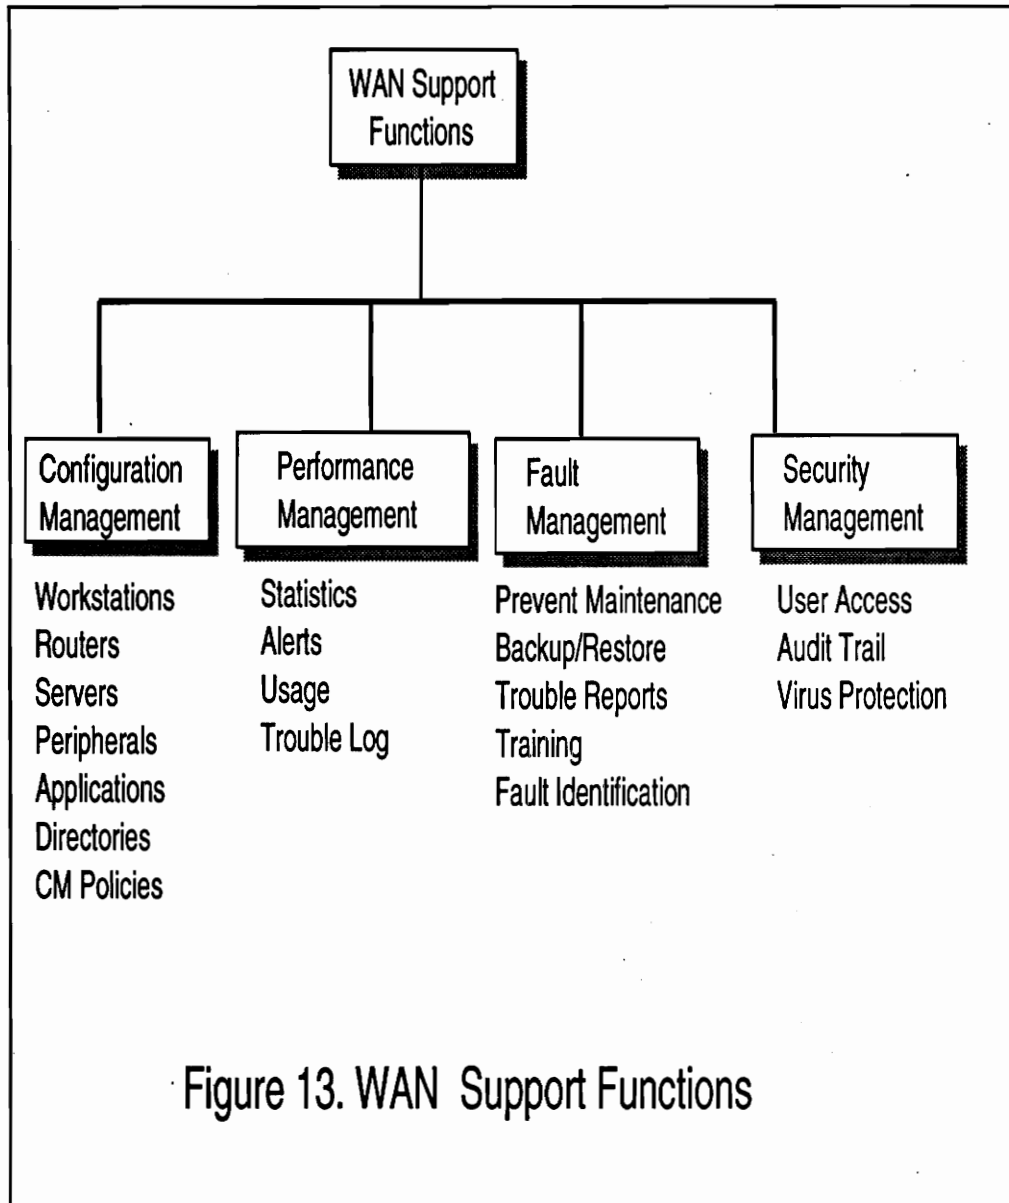 WAN Support
Functions
Configuration
Management
Workstations
Routers
Servers
Peripherals
Applications
Directories
CM Policies
Performance
Management
Statistics
Alerts
Usage
Trouble Log
Fault
Management
Prevent Maintenance
Backup/Restore
Trouble Reports
Training
Fault Identification
Security
Management
User Access
Audit Trail
Virus Protection
Figure 13. WAN Support Functions